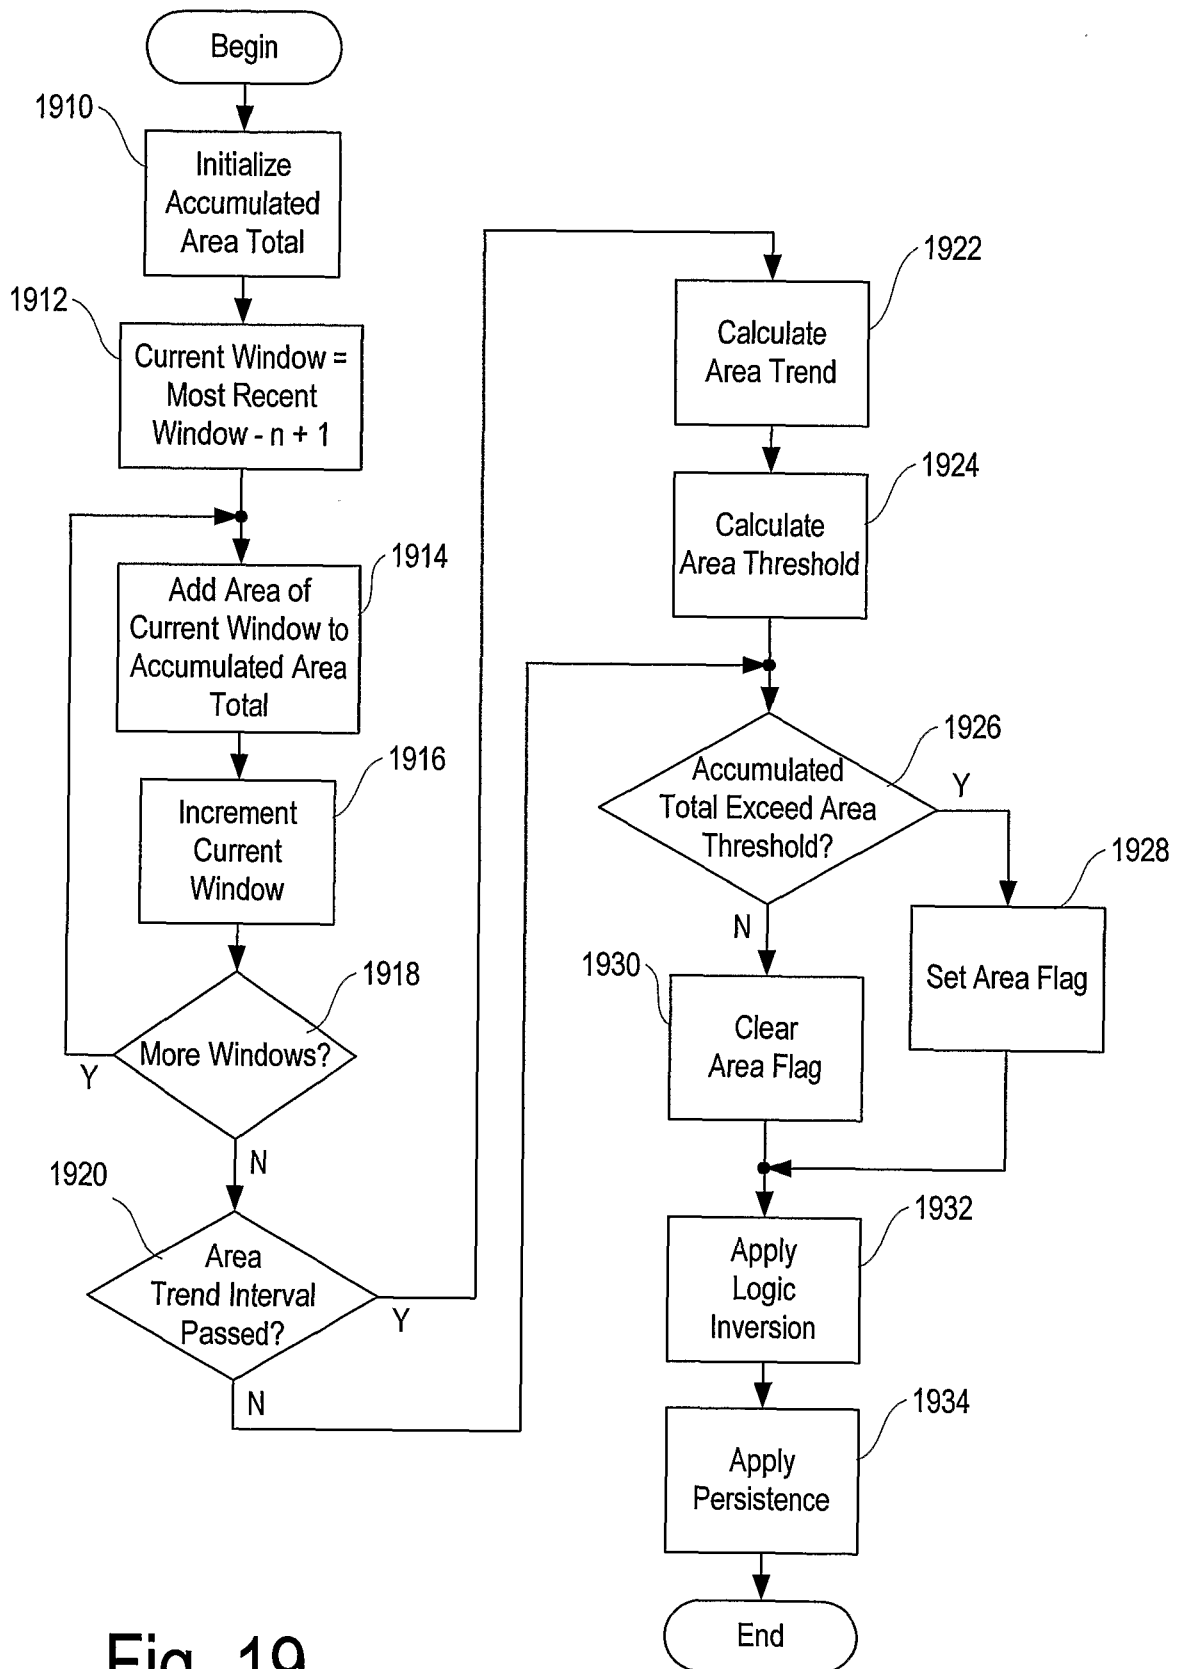 Begin
1910
Initialize
Accumulated
Area Total
1912
Current Window =
Most Recent
Window - n + 1
1914
Add Area of
Current Window to
Accumulated Area
Total
1916
Increment
Current
Window
1918
More Windows?
Y
N
1920
Area
Trend Interval
Passed?
Y
N
1922
Calculate
Area Trend
1924
Calculate
Area Threshold
1926
Accumulated
Total Exceed Area
Threshold?
Y
N
1928
Set Area Flag
1930
Clear
Area Flag
1932
Apply
Logic
Inversion
1934
Apply
Persistence
End
Fig. 19